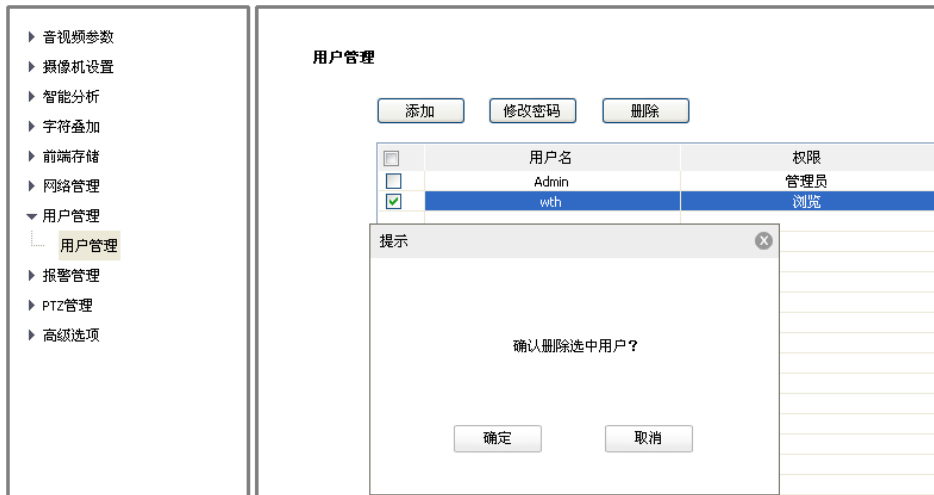 音视频参数
摄像机设置
智能分析
字符叠加
前端存储
网络管理
用户管理
用户管理
报警管理
PTZ管理
高级选项
用户管理
添加 修改密码 删除
用户名 权限
Admin 管理员
wth 浏览
提示
确认删除选中用户?
确定 取消